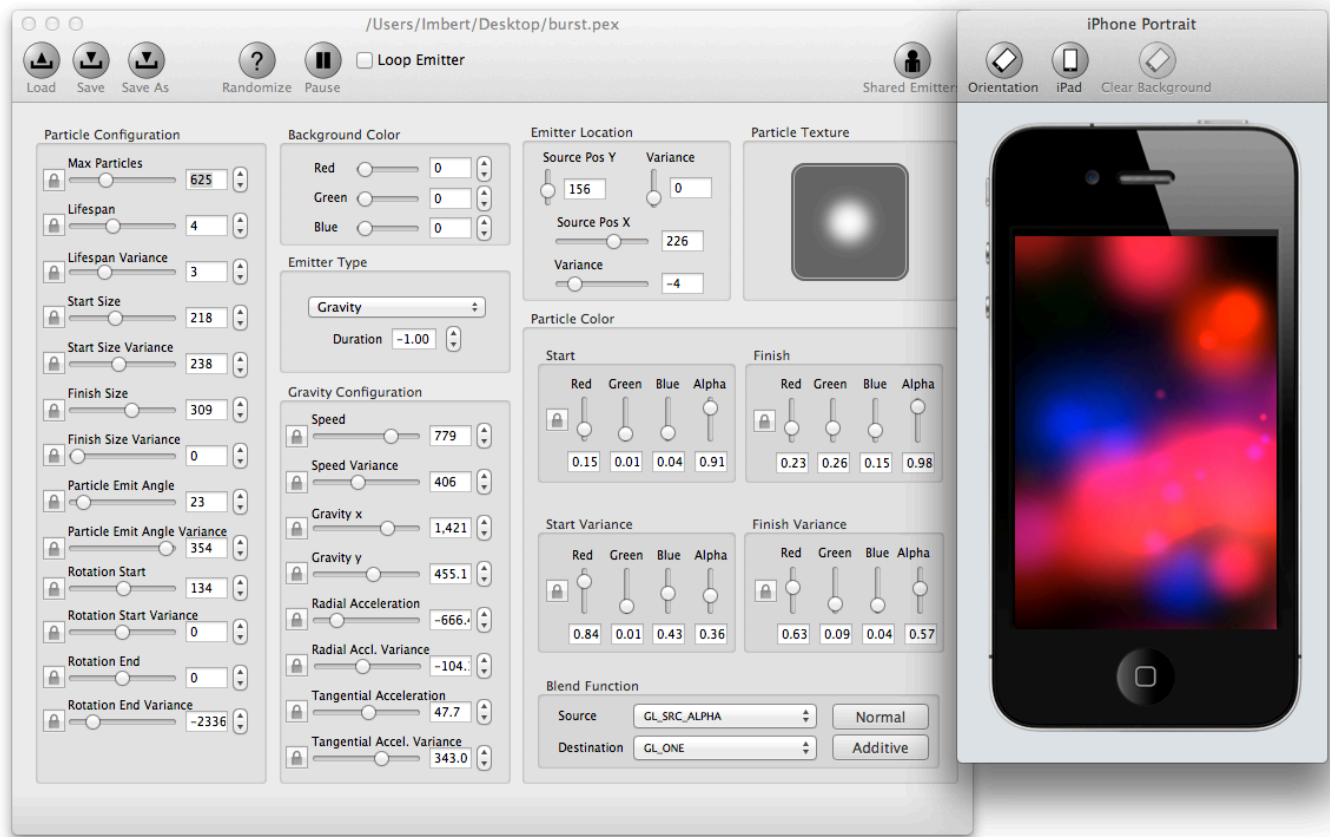 /Users/Imbert/Desktop/burst.pex
Load
Save
Save As
? Randomize
Pause
Loop Emitter
Shared Emitters
Particle Configuration
Max Particles
625
Lifespan
4
Lifespan Variance
3
Start Size
218
Start Size Variance
238
Finish Size
309
Finish Size Variance
0
Particle Emit Angle
23
Particle Emit Angle Variance
354
Rotation Start
134
Rotation Start Variance
0
Rotation End
0
Rotation End Variance
-2336
Background Color
Red 0
Green 0
Blue 0
Emitter Type
Gravity
Duration -1.00
Gravity Configuration
Speed
779
Speed Variance
406
Gravity x
1,421
Gravity y
455.1
Radial Acceleration
-666.
Radial Accl. Variance
-104.
Tangential Acceleration
47.7
Tangential Accel. Variance
343.0
Emitter Location
Source Pos Y Variance
156 0
Source Pos X
226
Variance
-4
Particle Texture
Particle Color
Start
Red Green Blue Alpha
0.15 0.01 0.04 0.91
Finish
Red Green Blue Alpha
0.23 0.26 0.15 0.98
Start Variance
Red Green Blue Alpha
0.84 0.01 0.43 0.36
Finish Variance
Red Green Blue Alpha
0.63 0.09 0.04 0.57
Blend Function
Source GL_SRC_ALPHA Normal
Destination GL_ONE Additive
iPhone Portrait
Orientation
iPad
Clear Background